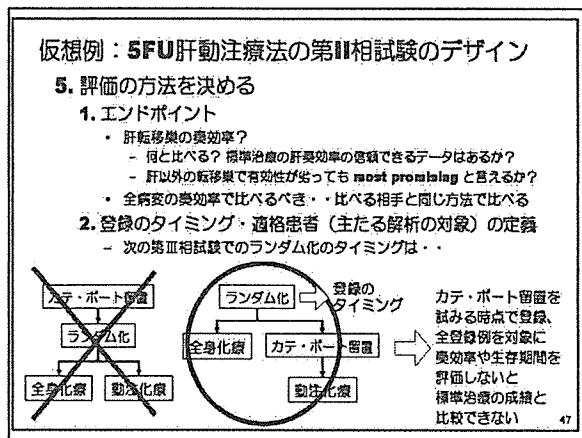 仮想例：5FU肝動注療法の第II相試験のデザイン
5. 評価の方法を決める
1. エンドポイント
・ 肝転移巣の奏効率？
– 何と比べる？ 標準治療の肝奏効率の信頼できるデータはあるか？
– 肝以外の転移巣で有効性が劣っても most promising と言えるか？
・ 全病変の奏効率で比べるべき・・比べる相手と同じ方法で比べる
2. 登録のタイミング・適格患者（主たる解析の対象）の定義
– 次の第III相試験でのランダム化のタイミングは・・
カテ・ポート留置
ランダム化
全身化療
動注化療
ランダム化
登録の
タイミング
全身化療
カテ・ポート留置
動注化療
カテ・ポート留置を
試みる時点で登録、
全登録例を対象に
奏効率や生存期間を
評価しないと
標準治療の成績と
比較できない
47